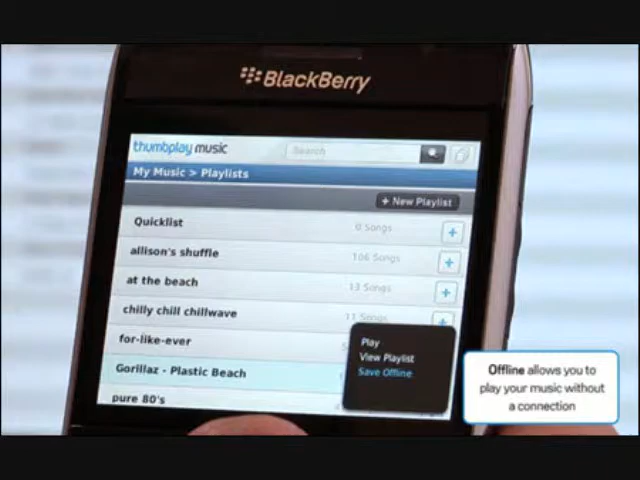 BlackBerry
thumbplay music
Search
My Music > Playlists
+ New Playlist
Quicklist 0 Songs
allison's shuffle 106 Songs
at the beach 13 Songs
chilly chill chillwave 11 Songs
for-like-ever
Gorillaz - Plastic Beach
pure 80's
Play
View Playlist
Save Offline
Offline allows you to
play your music without
a connection